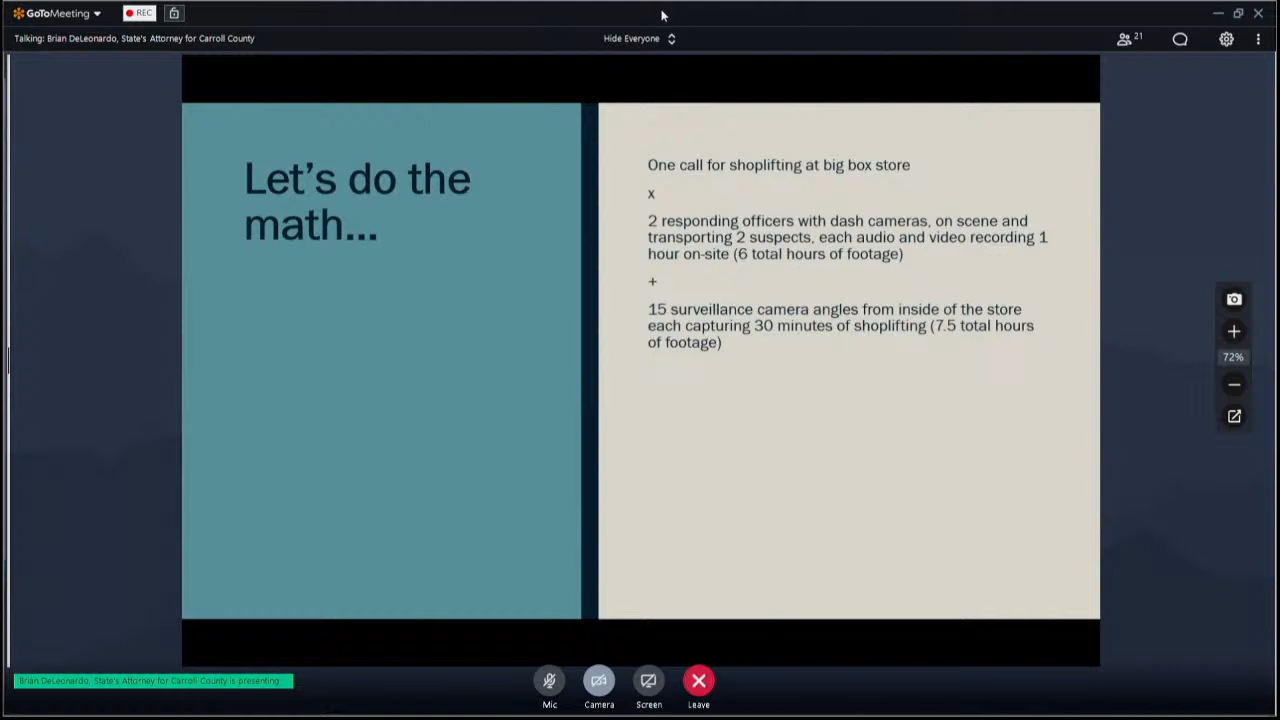 GoToMeeting
REC
Talking: Brian DeLeonardo, State's Attorney for Carroll County
Hide Everyone
21
Let's do the
math...
One call for shoplifting at big box store
x
2 responding officers with dash cameras, on scene and
transporting 2 suspects, each audio and video recording 1
hour on-site (6 total hours of footage)
+
15 surveillance camera angles from inside of the store
each capturing 30 minutes of shoplifting (7.5 total hours
of footage)
72%
Brian DeLeonardo, State's Attorney for Carroll County is presenting
Mic
Camera
Screen
Leave